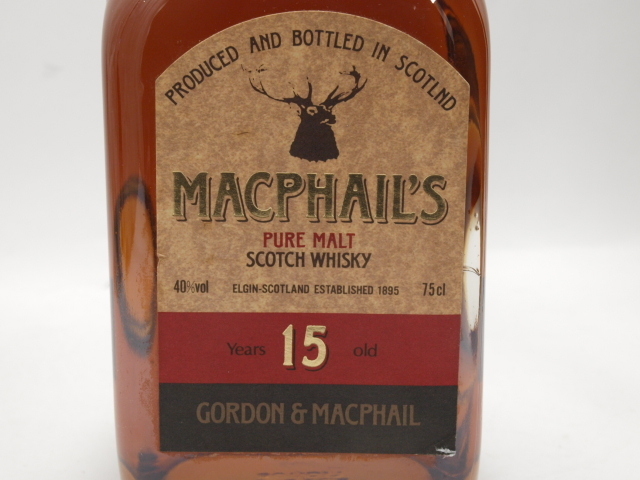 PRODUCED AND BOTTLED IN SCOTLND
MACPHAIL'S
PURE MALT
SCOTCH WHISKY
40%vol ELGIN-SCOTLAND ESTABLISHED 1895 75cl
Years 15 old
GORDON & MACPHAIL